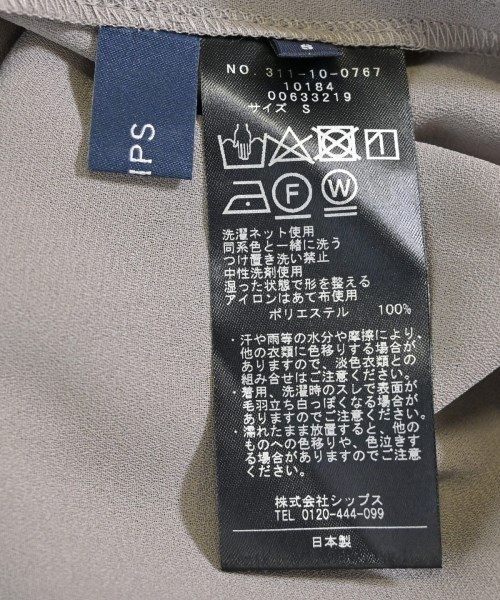 IPS
S
NO. 311-10-0767
10184
00633219
サイズ S
F
W
洗濯ネット使用
同系色と一緒に洗う
つけ置き洗い禁止
中性洗剤使用
湿った状態で形を整える
アイロンはあて布使用
ポリエステル 100%
・汗や雨等の水分や摩擦により、
他の衣類に色移りする場合が
ありますので、淡色衣類との
組み合せはご注意ください。
・着用、洗濯時のスレで表面が
毛羽立ち白っぽくなる場合が
ありますのでご注意ください。
・濡れたまま放置すると、他の
ものへの色移りや、色泣きす
る場合がありますのでご注意
ください。
株式会社シップス
TEL 0120-444-099
日本製